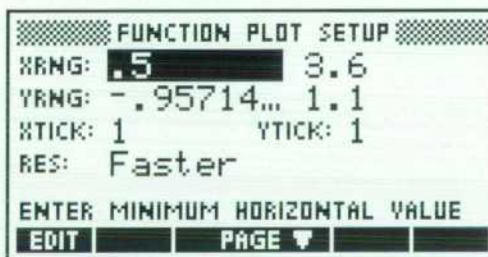 FUNCTION PLOT SETUP
XRNG: .5 3.6
YRNG: -.95714… 1.1
XTICK: 1 YTICK: 1
RES: Faster
ENTER MINIMUM HORIZONTAL VALUE
EDIT PAGE ▼